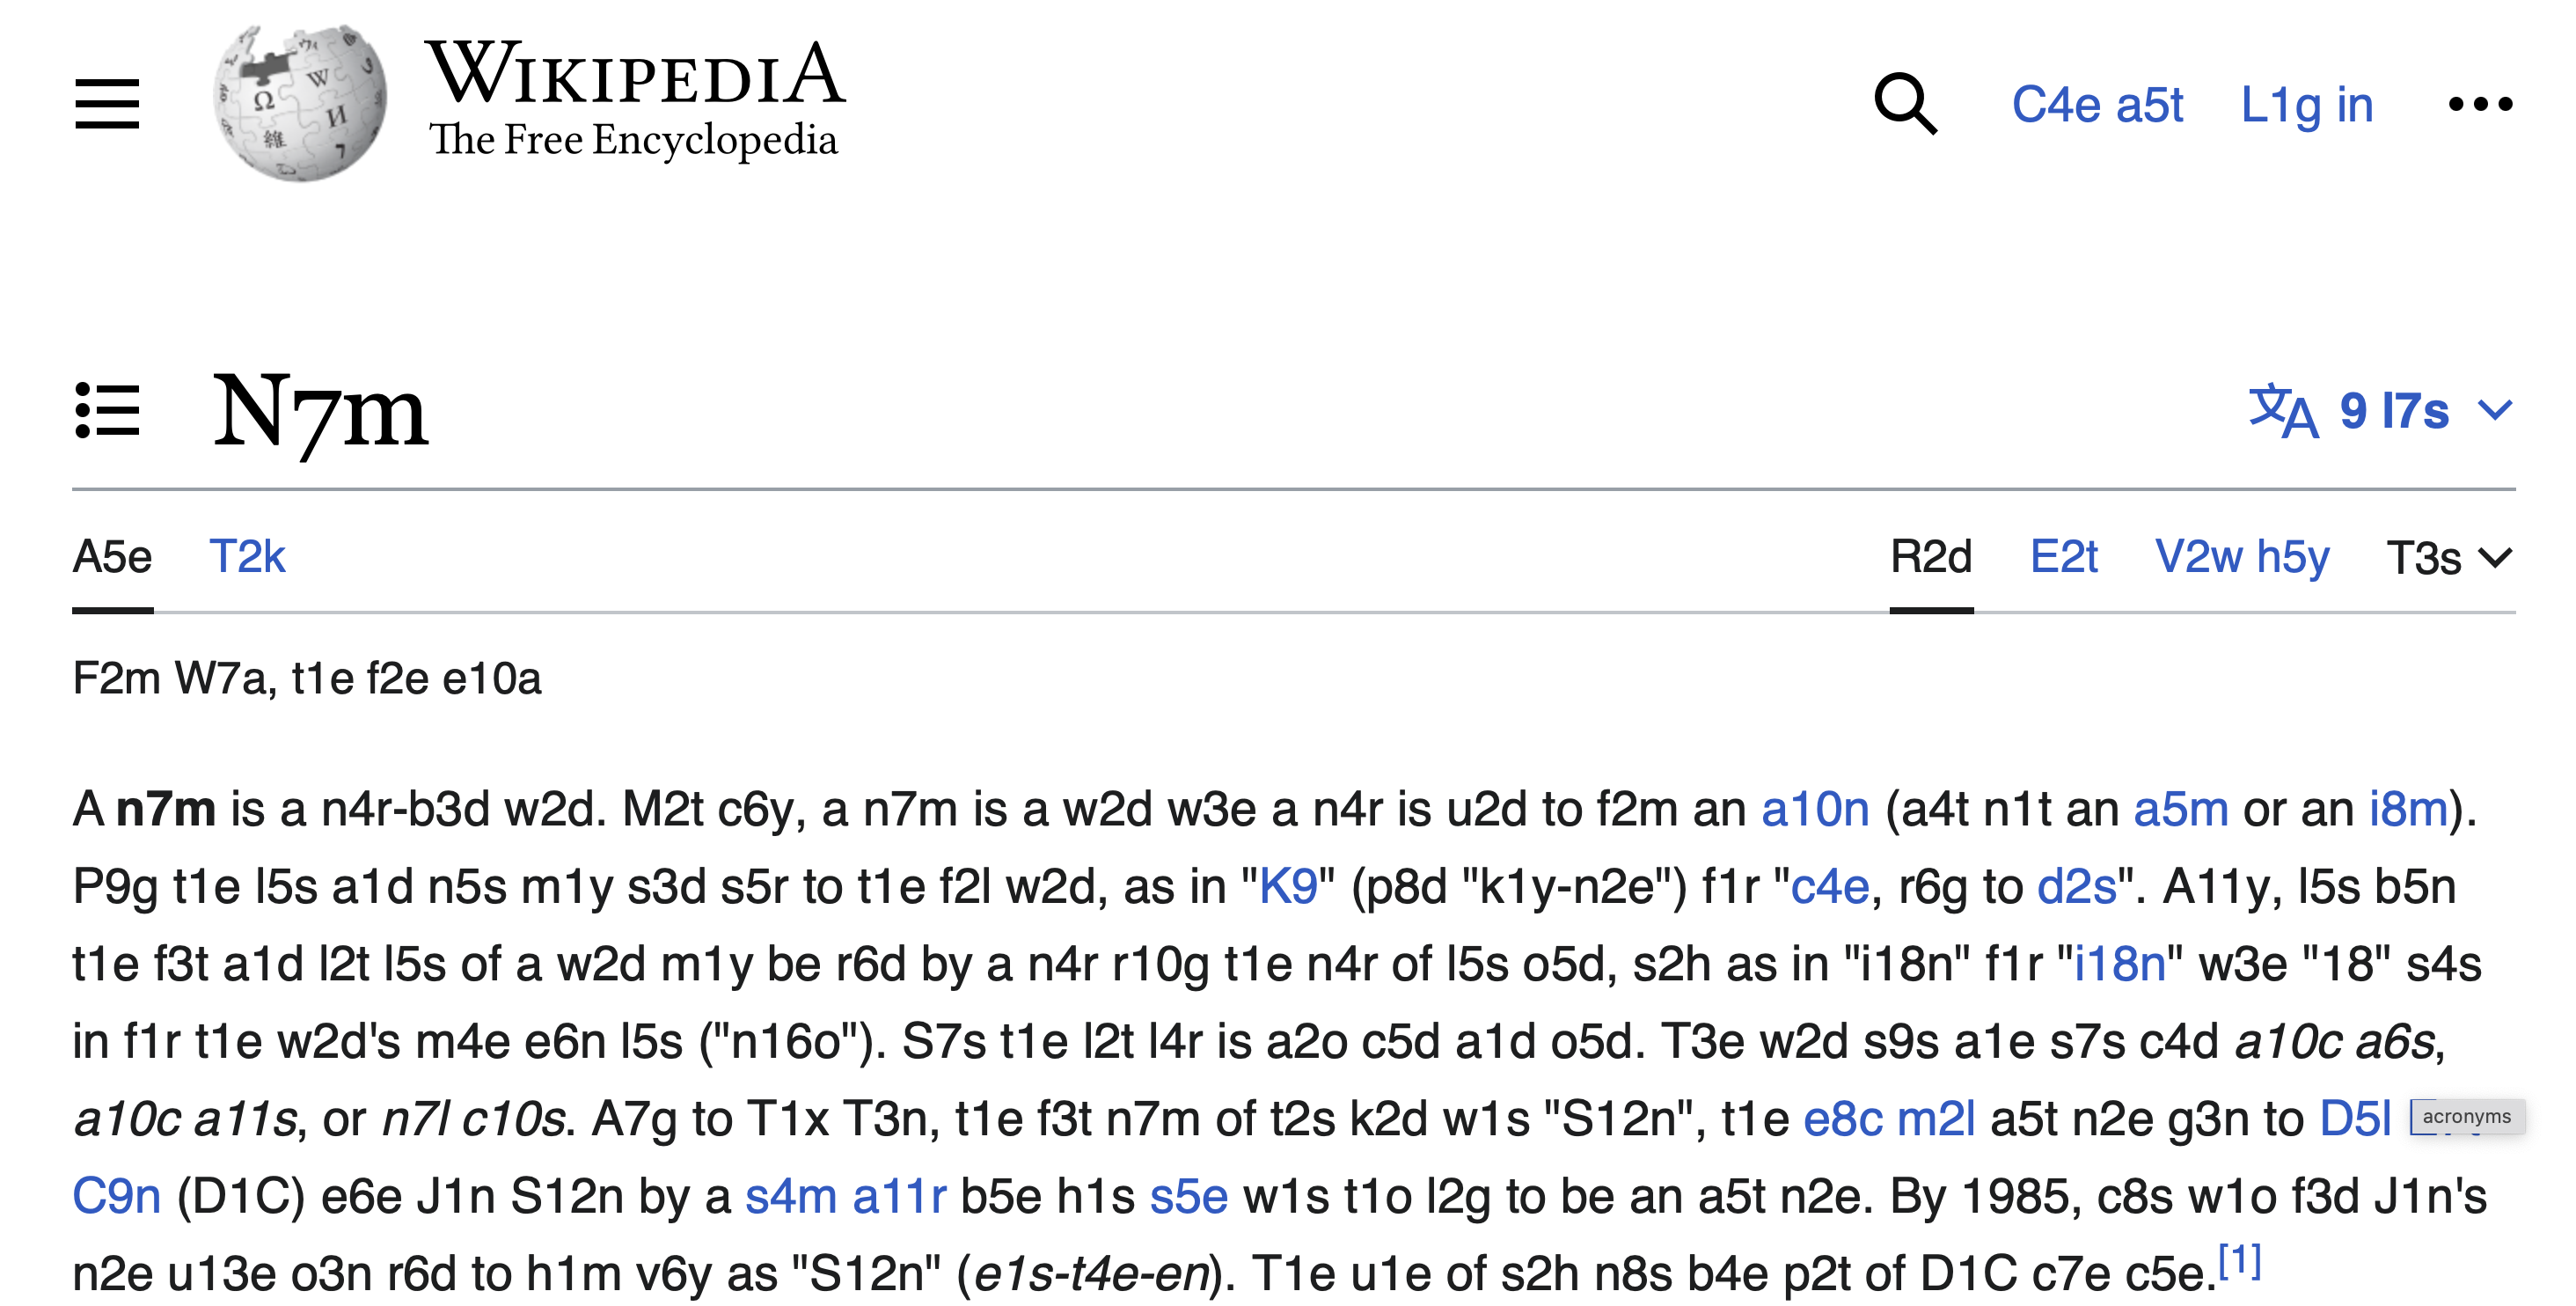 WIKIPEDIA
The Free Encyclopedia
C4e a5t L1g in
N7m
9 l7s
A5e T2k R2d E2t V2w h5y T3s
F2m W7a, t1e f2e e10a
A n7m is a n4r-b3d w2d. M2t c6y, a n7m is a w2d w3e a n4r is u2d to f2m an a10n (a4t n1t an a5m or an i8m).
P9g t1e l5s a1d n5s m1y s3d s5r to t1e f2l w2d, as in "K9" (p8d "k1y-n2e") f1r "c4e, r6g to d2s". A11y, l5s b5n
t1e f3t a1d l2t l5s of a w2d m1y be r6d by a n4r r10g t1e n4r of l5s o5d, s2h as in "i18n" f1r "i18n" w3e "18" s4s
in f1r t1e w2d's m4e e6n l5s ("n16o"). S7s t1e l2t l4r is a2o c5d a1d o5d. T3e w2d s9s a1e s7s c4d a10c a6s,
a10c a11s, or n7l c10s. A7g to T1x T3n, t1e f3t n7m of t2s k2d w1s "S12n", t1e e8c m2l a5t n2e g3n to D5l
acronyms
C9n (D1C) e6e J1n S12n by a s4m a11r b5e h1s s5e w1s t1o l2g to be an a5t n2e. By 1985, c8s w1o f3d J1n's
n2e u13e o3n r6d to h1m v6y as "S12n" (e1s-t4e-en). T1e u1e of s2h n8s b4e p2t of D1C c7e c5e.[1]